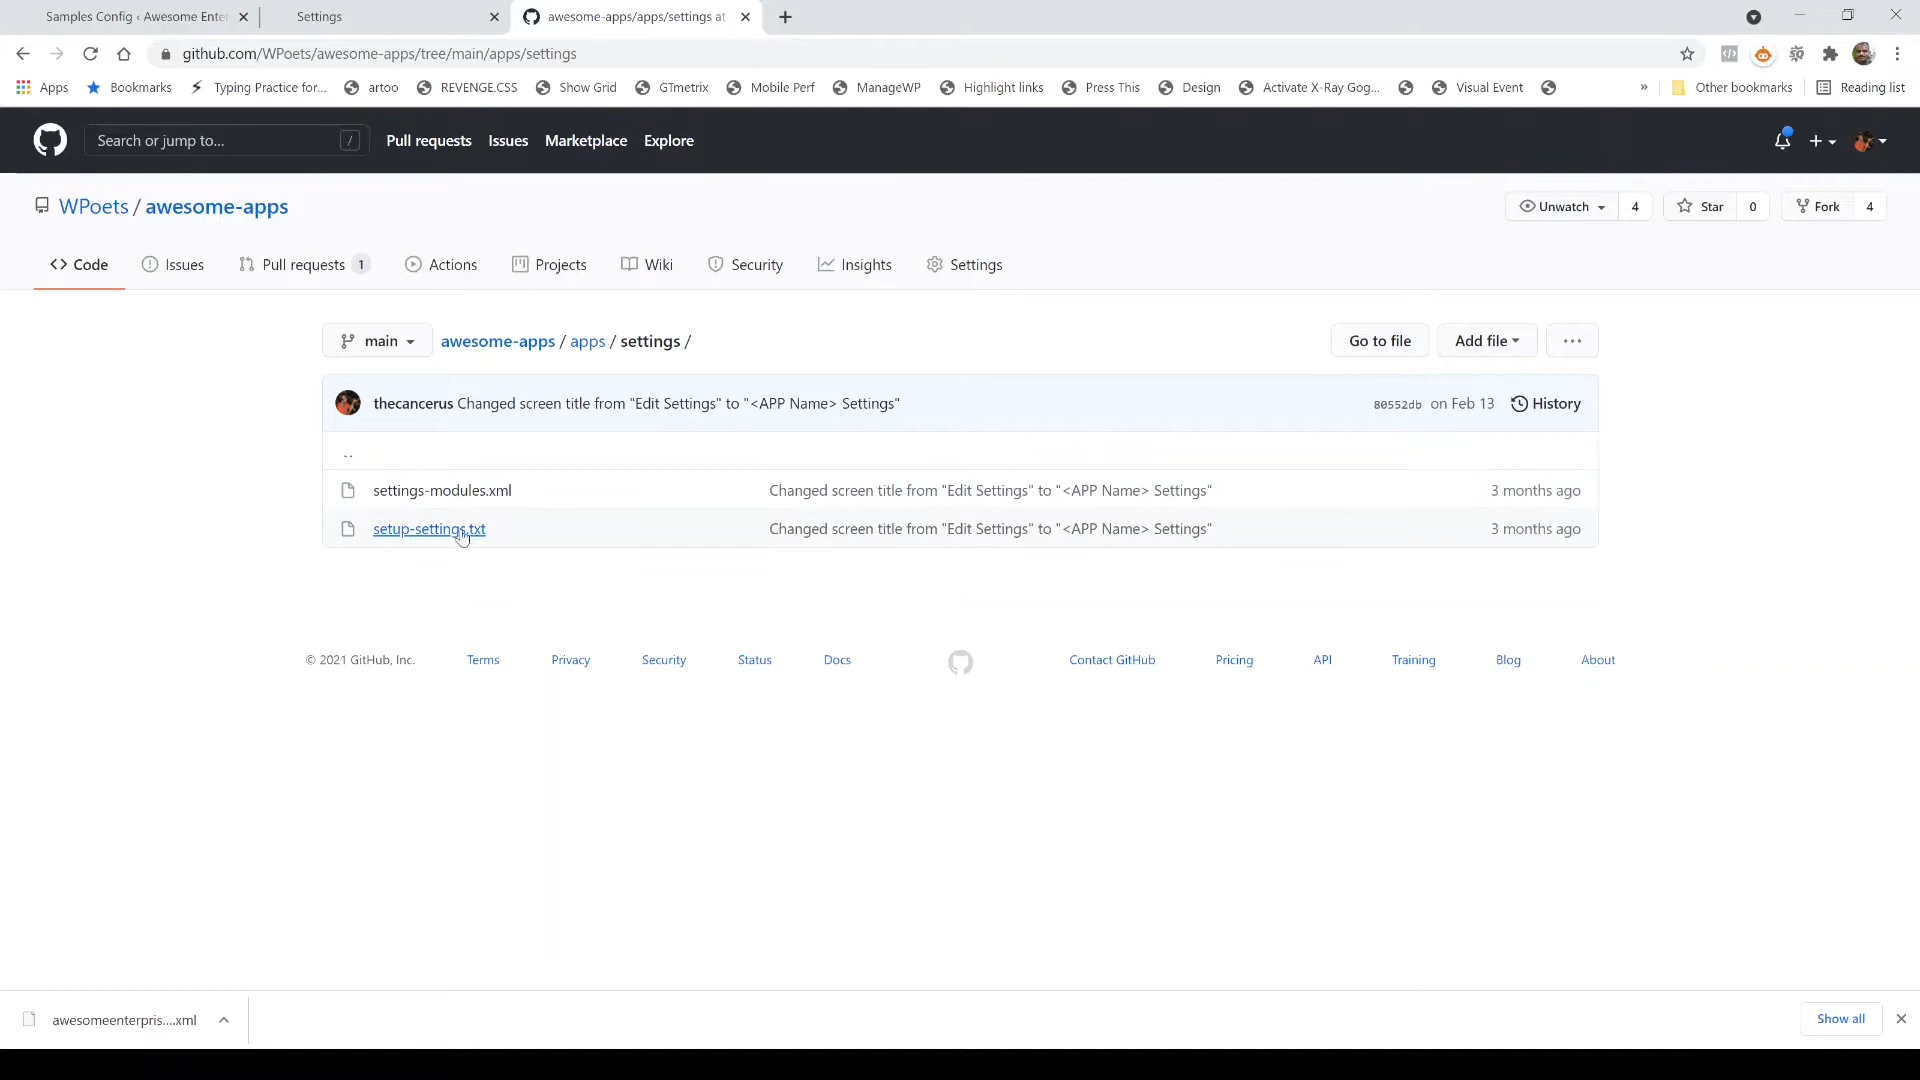 Samples Config ‹ Awesome Enter
Settings
awesome-apps/apps/settings at
github.com/WPoets/awesome-apps/tree/main/apps/settings
Apps
Bookmarks
Typing Practice for...
artoo
REVENGE.CSS
Show Grid
GTmetrix
Mobile Perf
ManageWP
Highlight links
Press This
Design
Activate X-Ray Gog...
Visual Event
»
Other bookmarks
Reading list
Search or jump to...
/
Pull requests
Issues
Marketplace
Explore
WPoets / awesome-apps
Unwatch
4
Star
0
Fork
4
Code
Issues
Pull requests 1
Actions
Projects
Wiki
Security
Insights
Settings
main
awesome-apps / apps / settings /
Go to file
Add file
thecancerus Changed screen title from "Edit Settings" to "<APP Name> Settings"
80552db on Feb 13
History
..
settings-modules.xml
Changed screen title from "Edit Settings" to "<APP Name> Settings"
3 months ago
setup-settings.txt
Changed screen title from "Edit Settings" to "<APP Name> Settings"
3 months ago
© 2021 GitHub, Inc.
Terms
Privacy
Security
Status
Docs
Contact GitHub
Pricing
API
Training
Blog
About
awesomeenterpris....xml
Show all